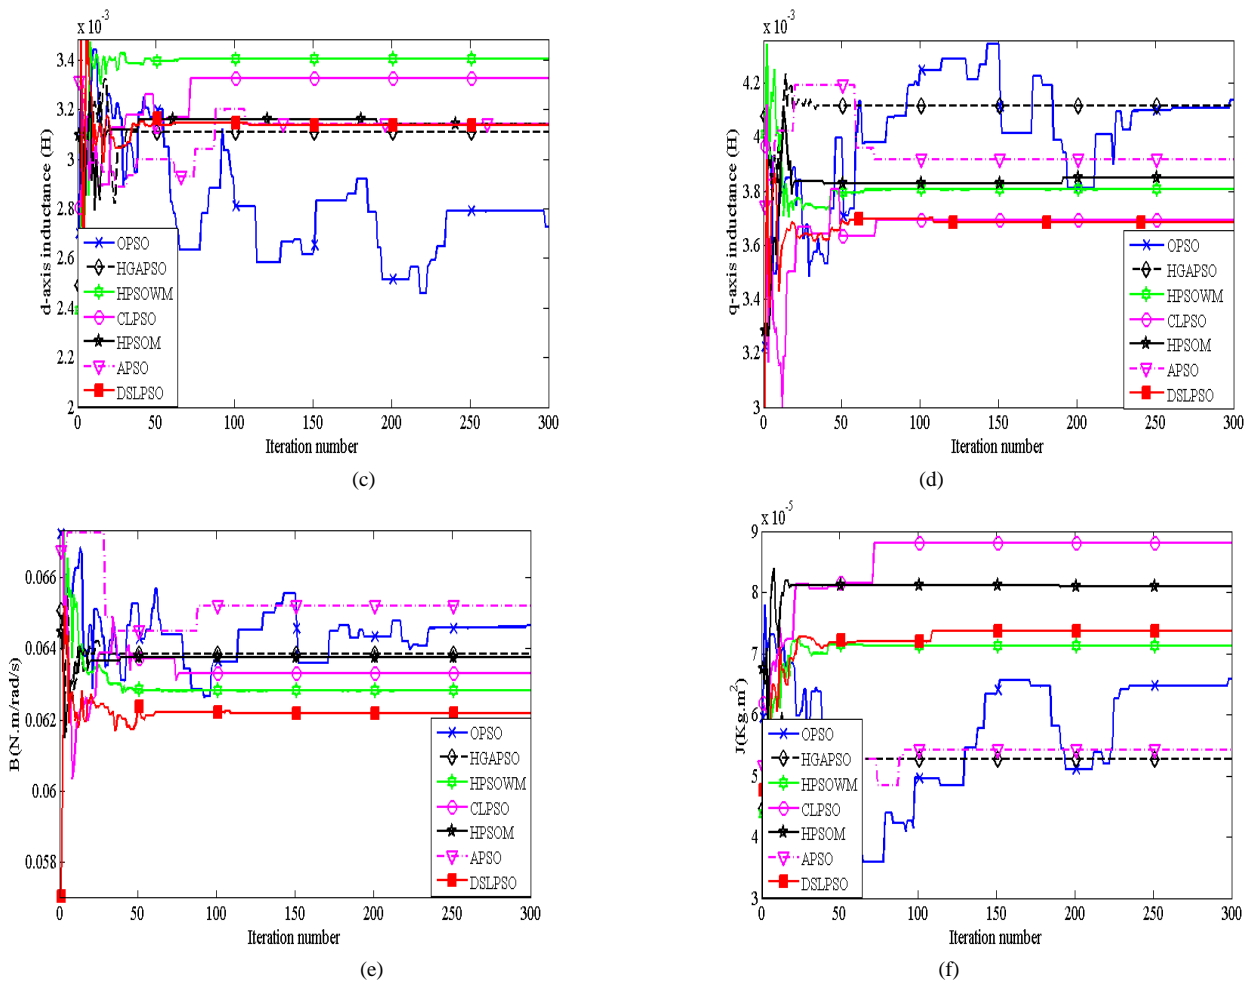 x 10^-3
3.4
3.2
3
2.8
2.6
2.4
2.2
2
d-axis inductance (H)
OPSO
HGAPSO
HPSOWM
CLPSO
HPSOM
APSO
DSLPSO
0 50 100 150 200 250 300
Iteration number
(c)
x 10^-3
4.2
4
3.8
3.6
3.4
3.2
3
q-axis inductance (H)
OPSO
HGAPSO
HPSOWM
CLPSO
HPSOM
APSO
DSLPSO
0 50 100 150 200 250 300
Iteration number
(d)
0.066
0.064
0.062
0.06
0.058
B(N.m/rad/s)
OPSO
HGAPSO
HPSOWM
CLPSO
HPSOM
APSO
DSLPSO
0 50 100 150 200 250 300
Iteration number
(e)
x 10^-5
9
8
7
6
5
4
3
J(Kg.m²)
OPSO
HGAPSO
HPSOWM
CLPSO
HPSOM
APSO
DSLPSO
0 50 100 150 200 250 300
Iteration number
(f)